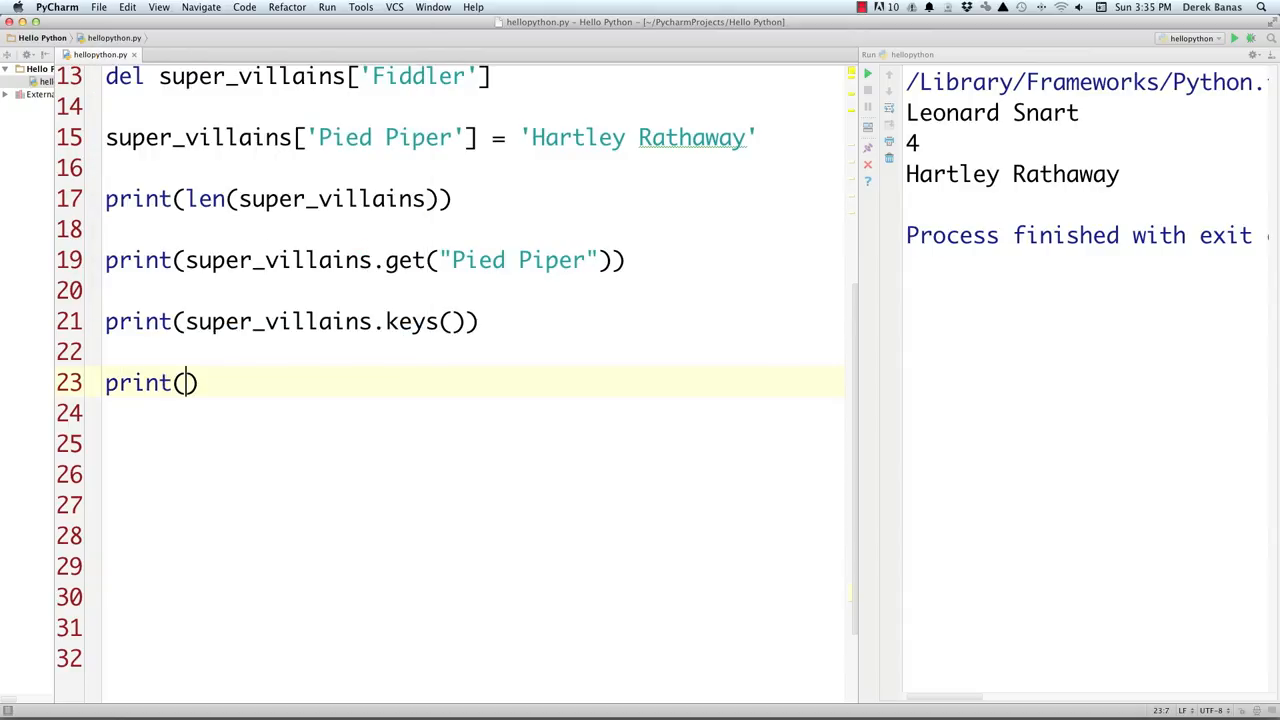 PyCharm File Edit View Navigate Code Refactor Run Tools VCS Window Help 10 Sun 3:35 PM Derek Banas
hellopython.py - Hello Python - [~/PycharmProjects/Hello Python]
Hello Python hellopython.py hellopython
hellopython.py Run hellopython
Hello P
hell
Externa
13 del super_villains['Fiddler']
14
15 super_villains['Pied Piper'] = 'Hartley Rathaway'
16
17 print(len(super_villains))
18
19 print(super_villains.get("Pied Piper"))
20
21 print(super_villains.keys())
22
23 print()
24
25
26
27
28
29
30
31
32
/Library/Frameworks/Python.
Leonard Snart
4
Hartley Rathaway
Process finished with exit
23:7 LF UTF-8